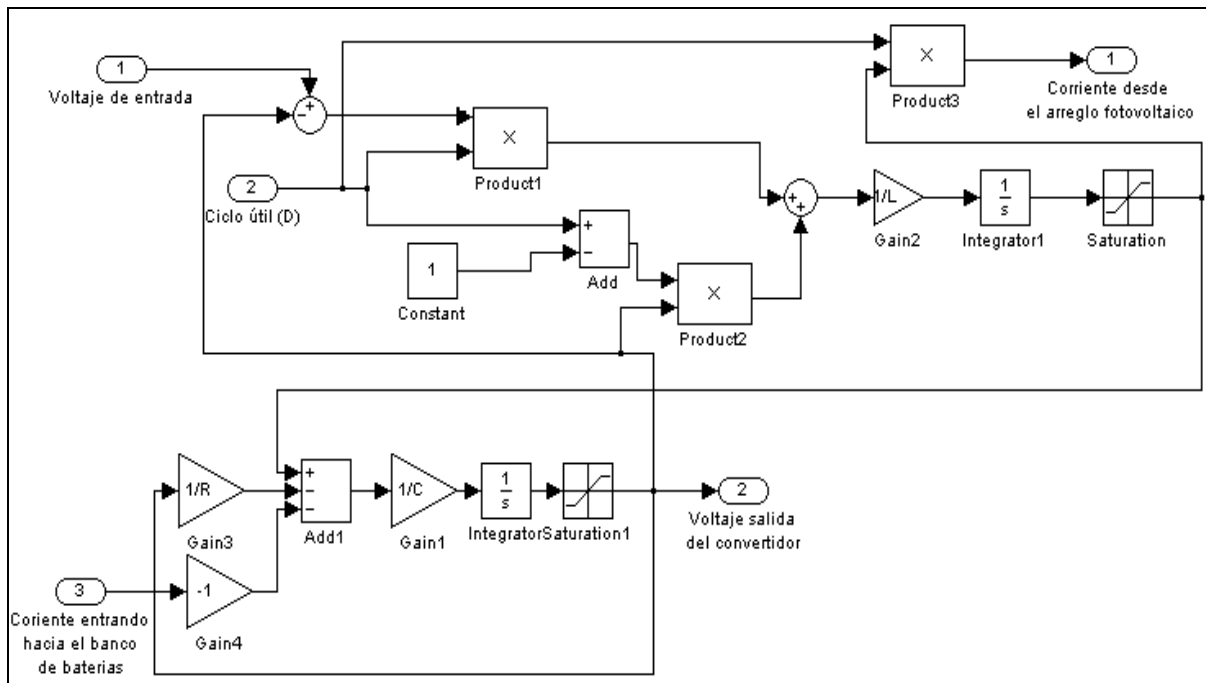 1
Voltaje de entrada
+
−
×
Product1
2
Ciclo útil (D)
×
Product3
1
Corriente desde
el arreglo fotovoltaico
+
−
Add
1
Constant
×
Product2
+
+
1/L
Gain2
1
s
Integrator1
Saturation
1/R
Gain3
+
−
−
Add1
1/C
Gain1
1
s
Integrator
Saturation1
2
Voltaje salida
del convertidor
3
Coriente entrando
hacia el banco
de baterias
-1
Gain4